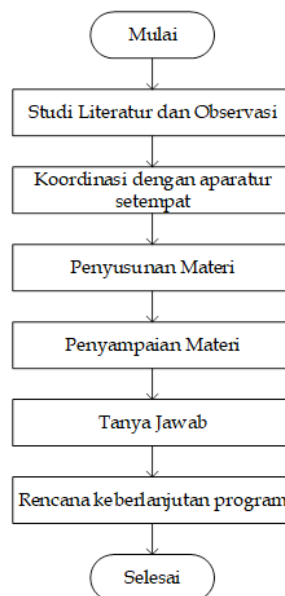 Mulai
Studi Literatur dan Observasi
Koordinasi dengan aparatur
setempat
Penyusunan Materi
Penyampaian Materi
Tanya Jawab
Rencana keberlanjutan program
Selesai